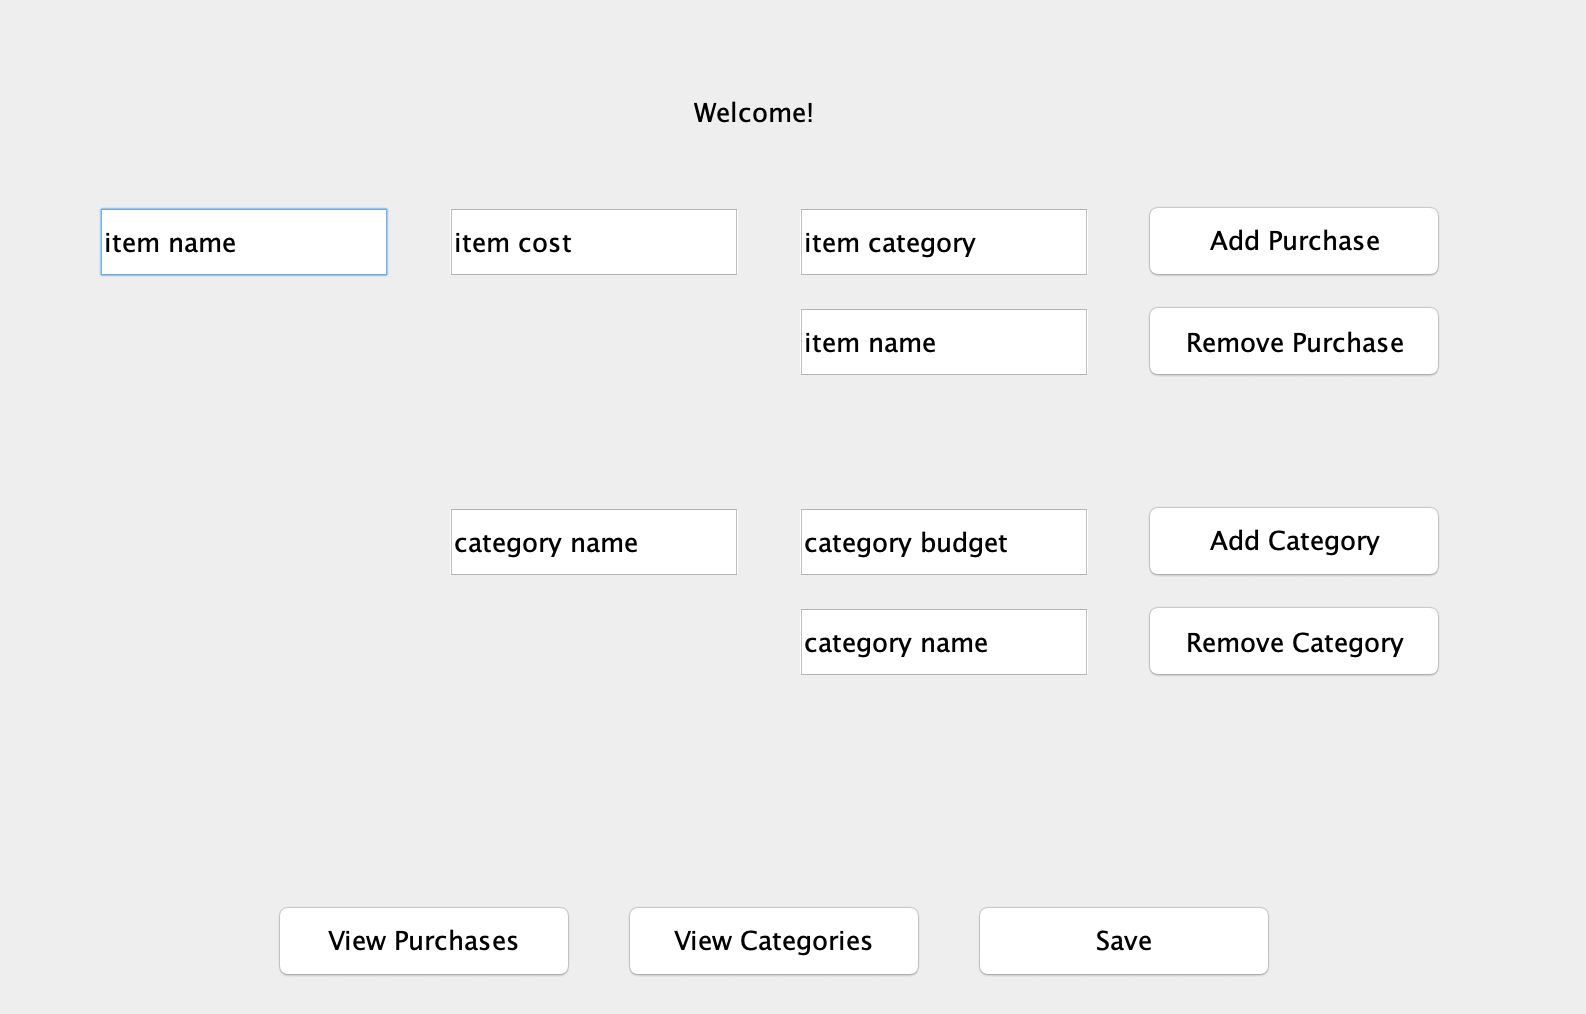 Welcome!
item name
item cost
item category
Add Purchase
item name
Remove Purchase
category name
category budget
Add Category
category name
Remove Category
View Purchases
View Categories
Save